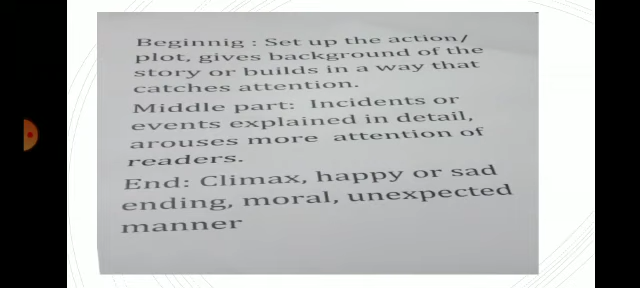 Beginnig : Set up the action/
plot, gives background of the
story or builds in a way that
catches attention.
Middle part: Incidents or
events explained in detail,
arouses more attention of
readers.
End: Climax, happy or sad
ending, moral, unexpected
manner